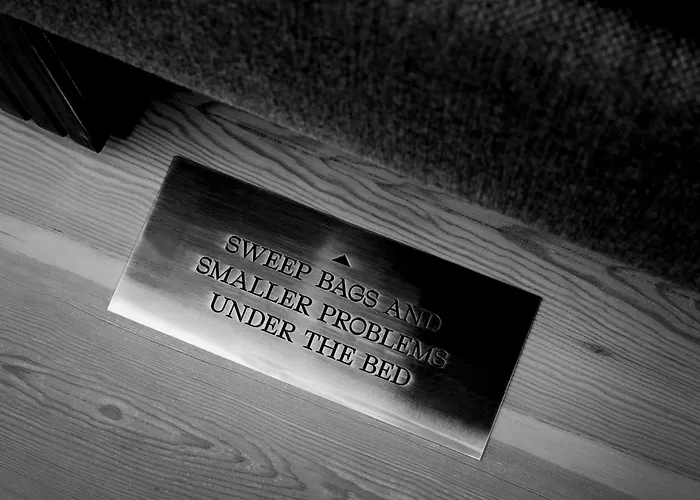 SWEEP BAGS AND
SMALLER PROBLEMS
UNDER THE BED